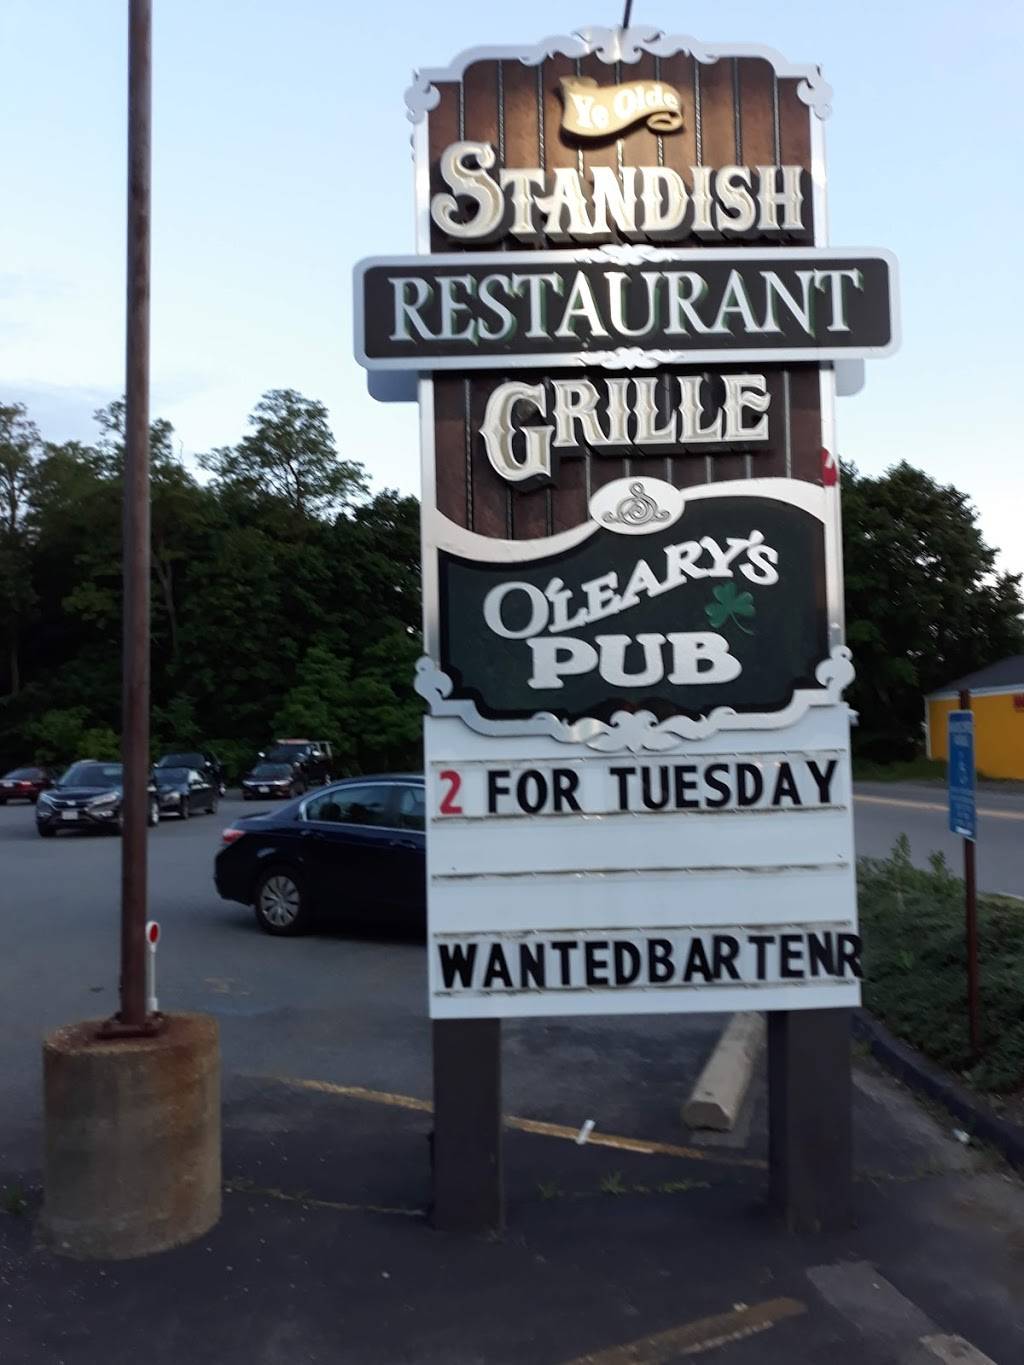 Ye Olde
STANDISH
RESTAURANT
GRILLE
S
O'LEARY'S
PUB
2 FOR TUESDAY
WANTEDBARTENR